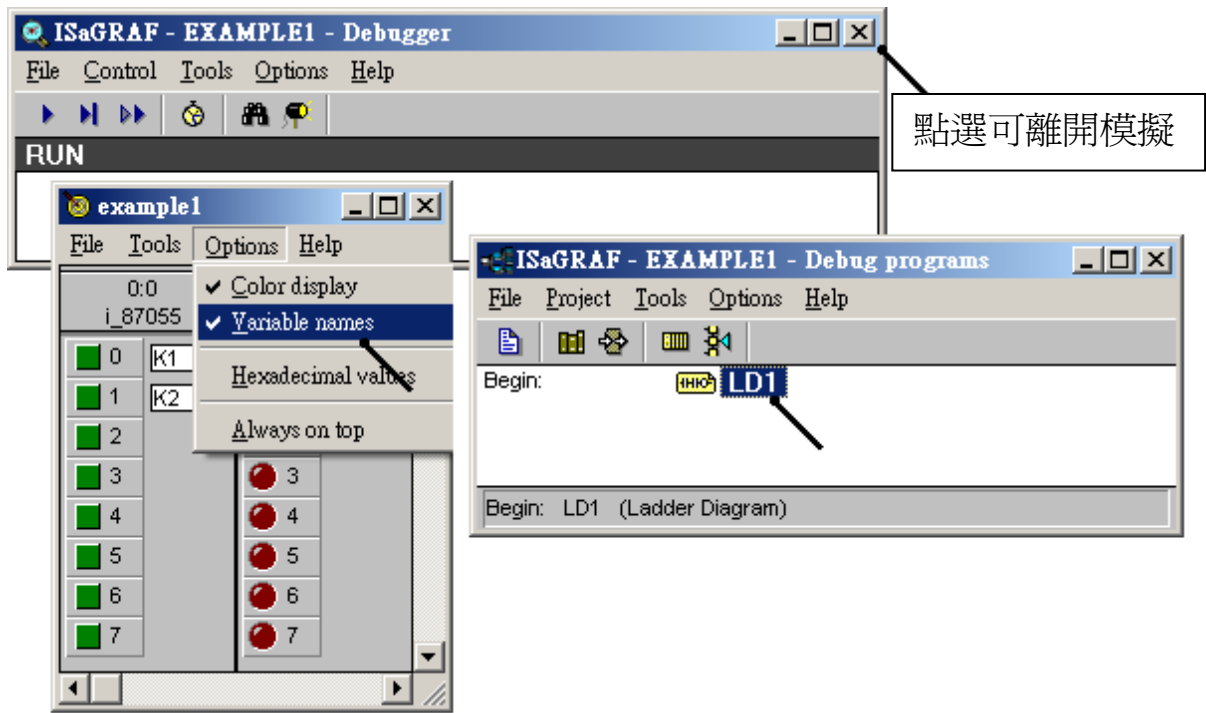 ISaGRAF - EXAMPLE1 - Debugger
File Control Tools Options Help
RUN
點選可離開模擬
example1
File Tools Options Help
0:0
i_87055
Color display
Variable names
Hexadecimal values
Always on top
0 K1
1 K2
2
3 3
4 4
5 5
6 6
7 7
ISaGRAF - EXAMPLE1 - Debug programs
File Project Tools Options Help
Begin: LD1
Begin: LD1 (Ladder Diagram)